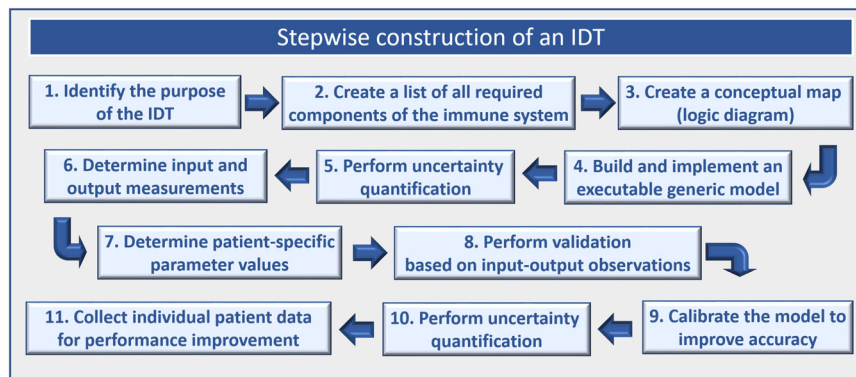 Stepwise construction of an IDT
1. Identify the purpose
of the IDT
2. Create a list of all required
components of the immune system
3. Create a conceptual map
(logic diagram)
4. Build and implement an
executable generic model
5. Perform uncertainty
quantification
6. Determine input and
output measurements
7. Determine patient-specific
parameter values
8. Perform validation
based on input-output observations
9. Calibrate the model to
improve accuracy
10. Perform uncertainty
quantification
11. Collect individual patient data
for performance improvement